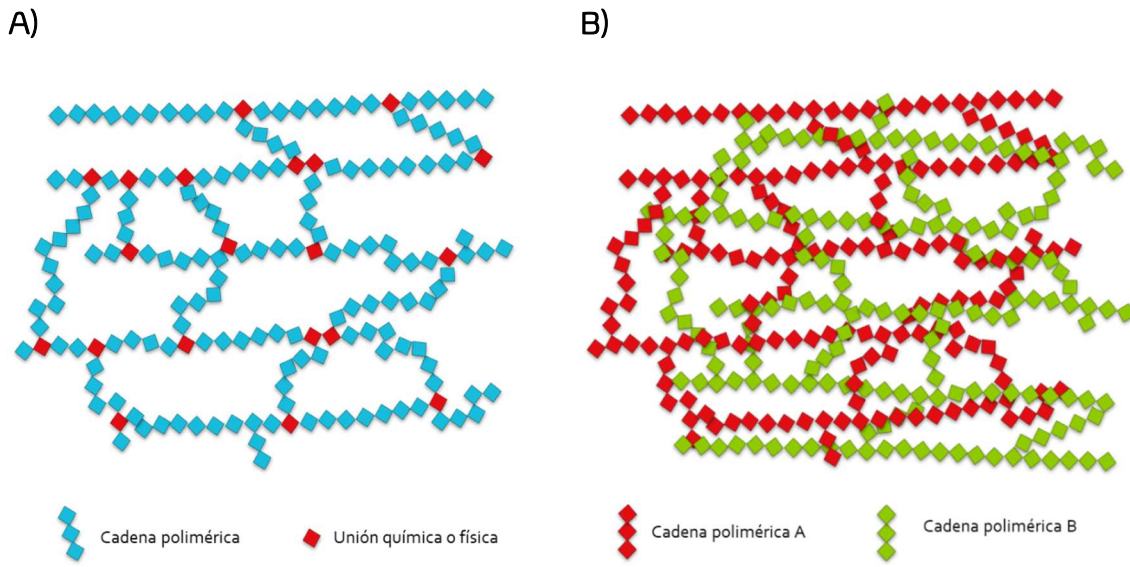 A)
B)
Cadena polimérica
Unión química o física
Cadena polimérica A
Cadena polimérica B